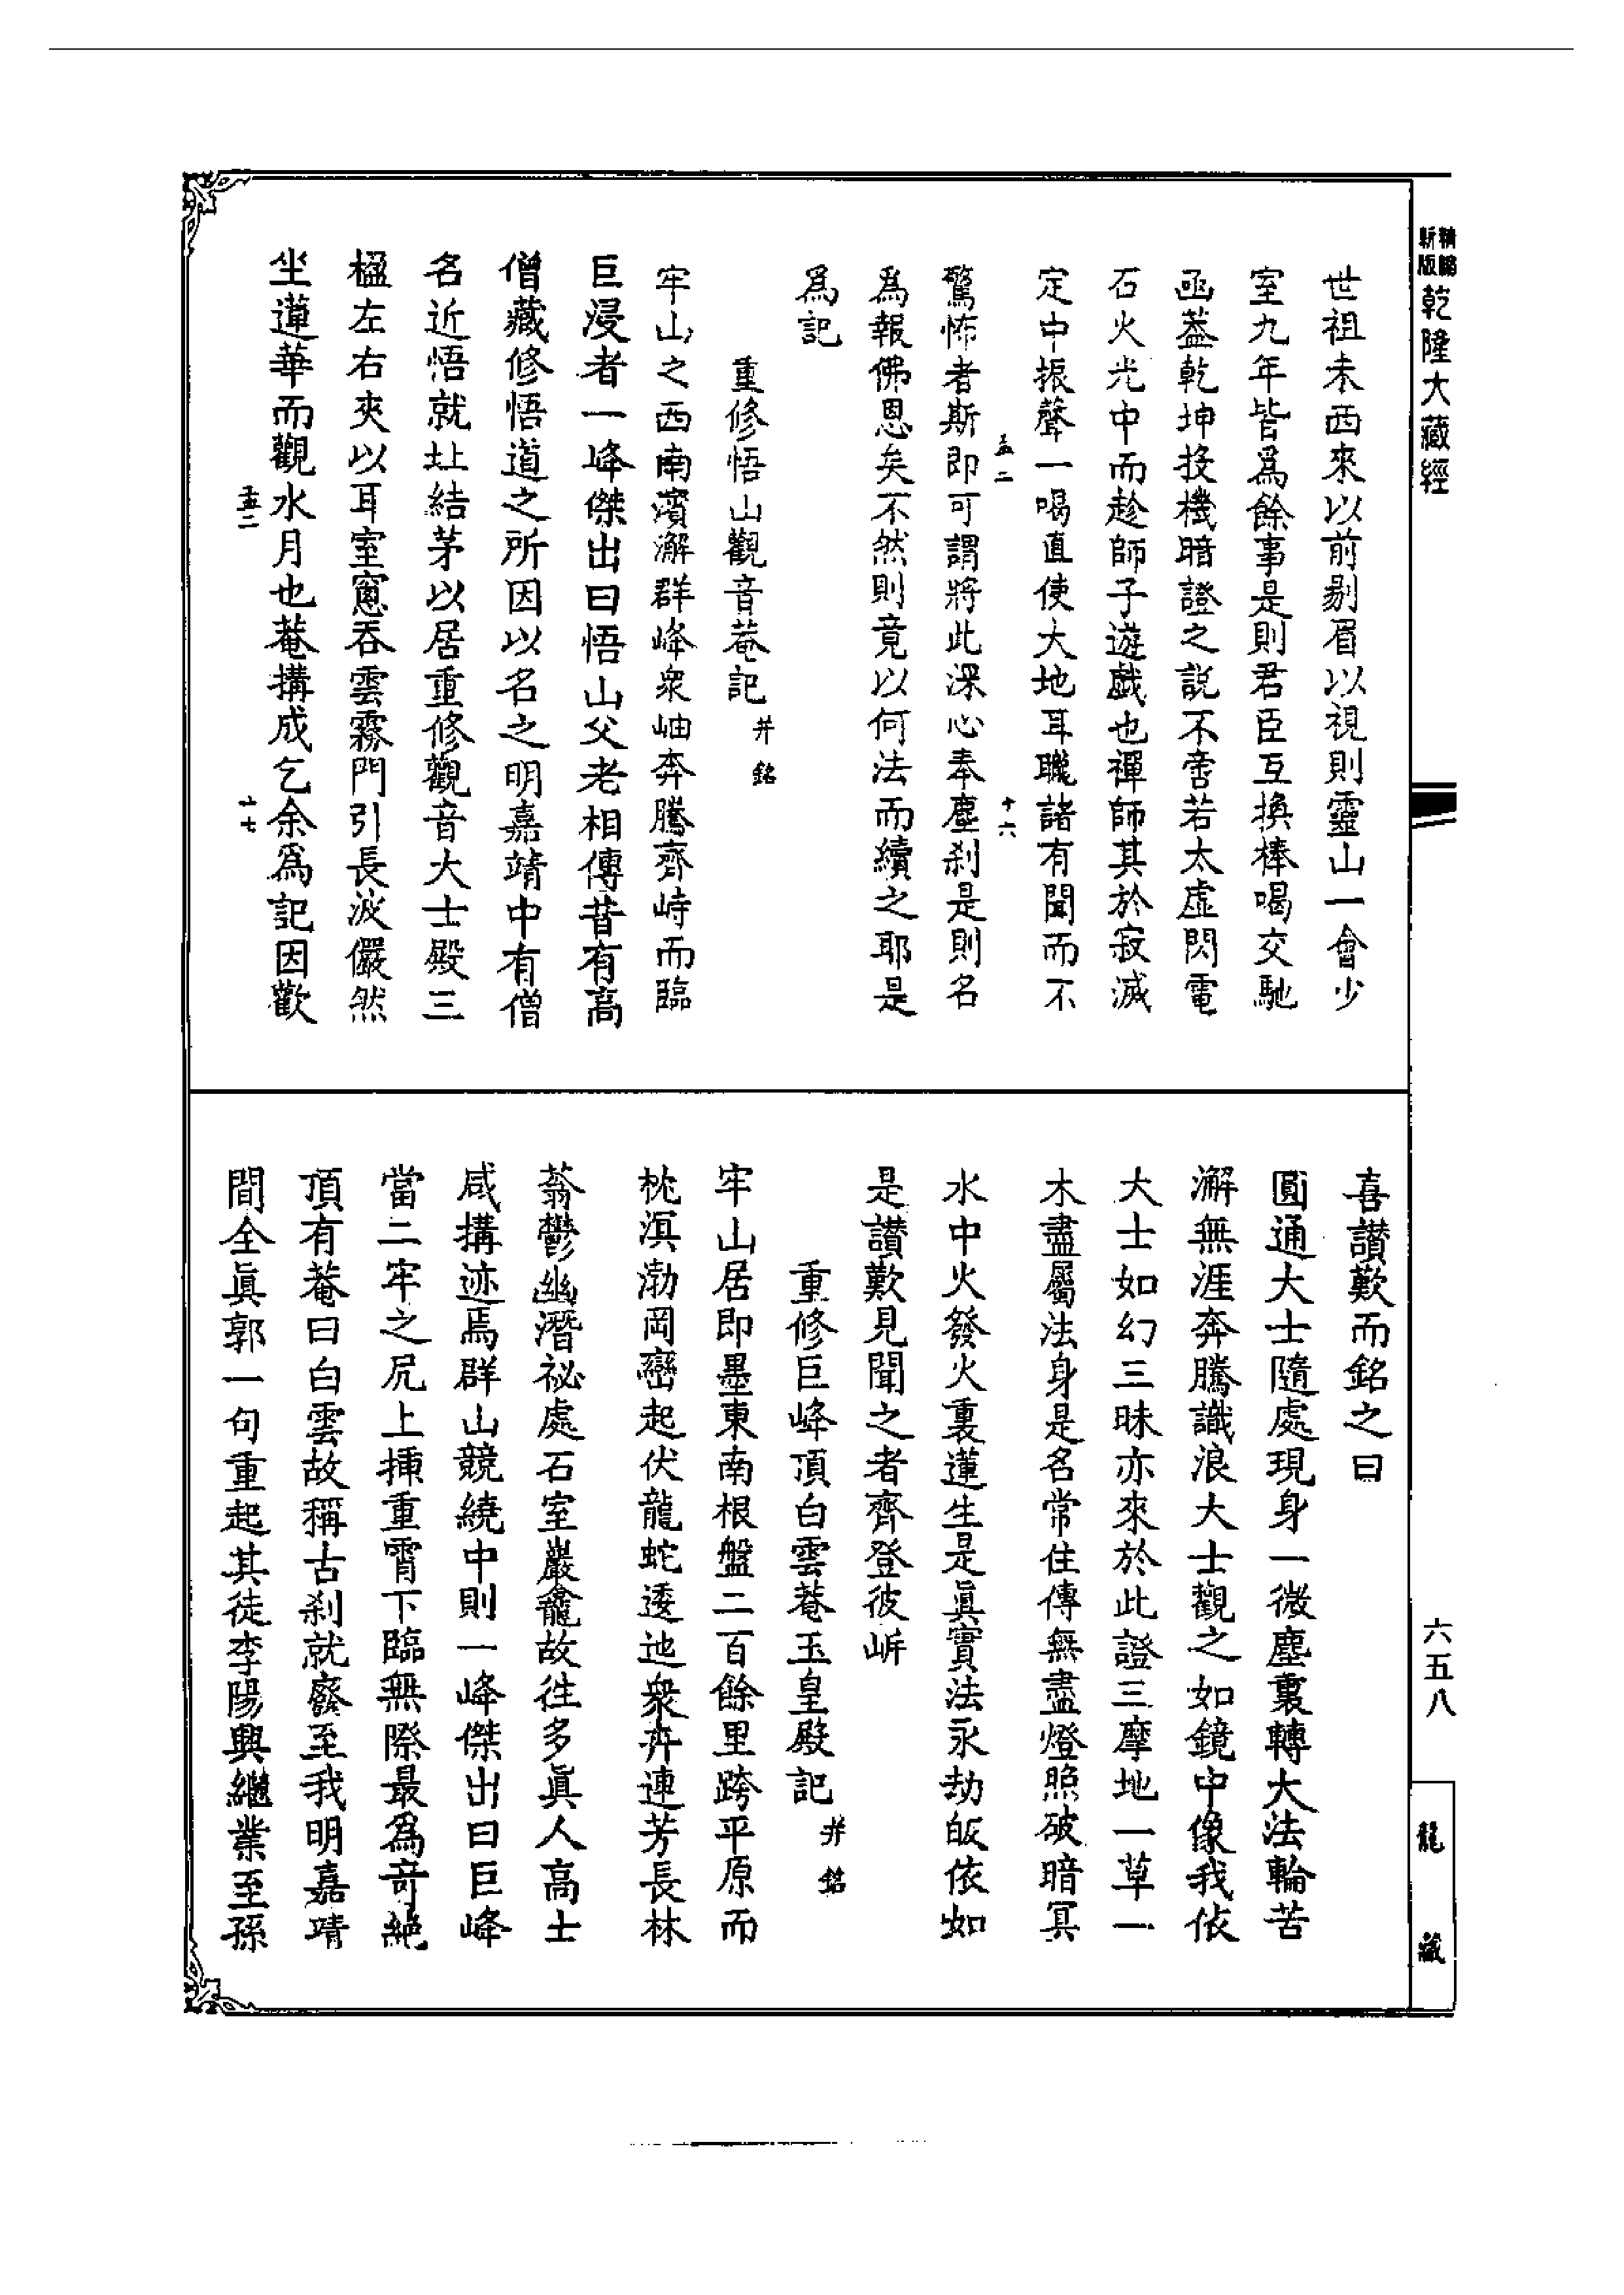 精縮
新版
乾隆大藏經
世祖未西來以前剔眉以視則靈山一會少
室九年皆爲餘事是則君臣互換棒喝交馳
函蓋乾坤投機暗證之說不啻若太虛閃電
石火光中而趁師子遊戲也禪師其於寂滅
定中振聲一喝直使大地耳聾諸有聞而不
驚怖者斯即可謂將此深心奉塵刹是則名
十六
爲報佛恩矣不然則竟以何法而續之耶是
爲記
重修悟山觀音菴記 并銘
牢山之西南濱澥群峰衆岫奔騰齊峙而臨
巨浸者一峰傑出曰悟山父老相傳昔有高
僧藏修悟道之所因以名之明嘉靖中有僧
名近悟就址結茅以居重修觀音大士殿三
楹左右夾以耳室窻吞雲霧門引長波儼然
坐蓮華而觀水月也菴搆成乞余爲記因歡
十七
喜讃歎而銘之曰
圓通大士隨處現身一微塵裏轉大法輪苦
澥無涯奔騰識浪大士觀之如鏡中像我依
大士如幻三昧亦來於此證三摩地一草一
木盡屬法身是名常住傳無盡燈照破暗冥
水中火發火裏蓮生是眞實法永劫皈依如
是讃歎見聞之者齊登彼岸
重修巨峰頂白雲菴玉皇殿記 并銘
牢山居即墨東南根盤二百餘里跨平原而
枕溟渤岡巒起伏龍蛇逶迆衆卉連芳長林
蓊鬱幽潛祕處石室巖龕故往多眞人高士
咸搆迹焉群山競繞中則一峰傑出曰巨峰
當二牢之尻上揷重霄下臨無際最爲竒絕
頂有菴曰白雲故稱古刹就廢至我明嘉靖
間全眞郭一句重起其徒李陽興繼業至孫
六五八
龍藏